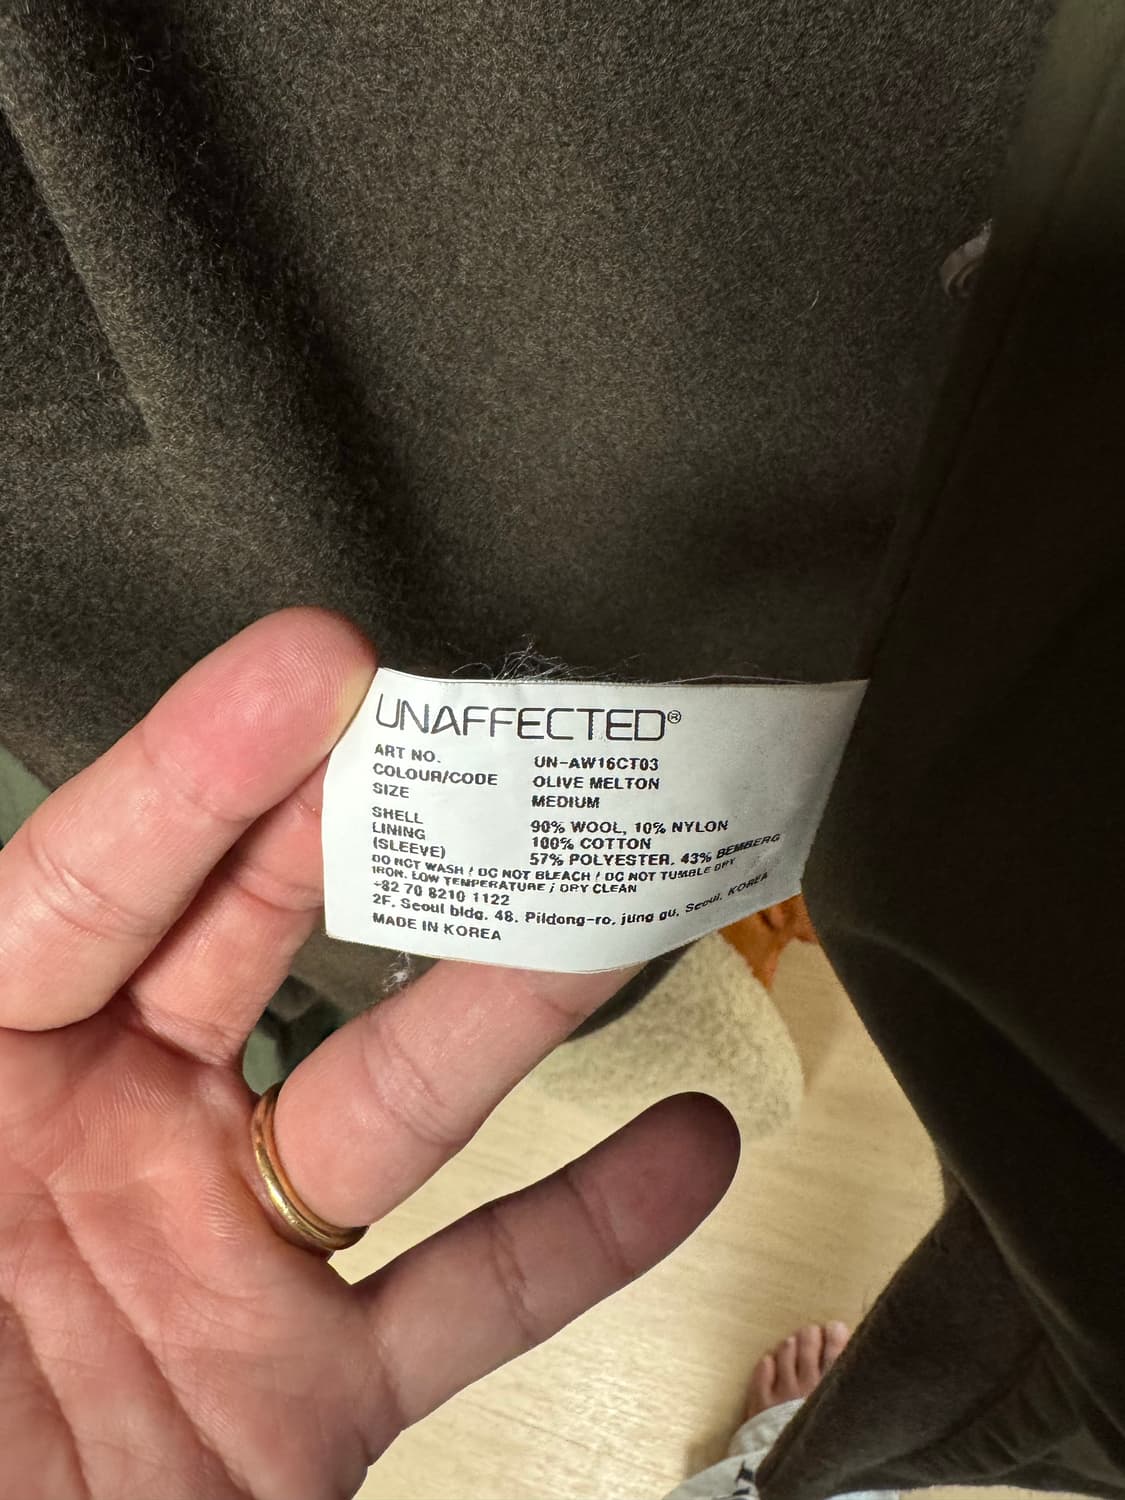 UNAFFECTED®
ART NO. UN-AW16CT03
COLOUR/CODE OLIVE MELTON
SIZE MEDIUM
SHELL 90% WOOL, 10% NYLON
LINING 100% COTTON
(SLEEVE) 57% POLYESTER, 43% BEMBERG
DO NOT WASH / DO NOT BLEACH / DO NOT TUMBLE DRY
IRON, LOW TEMPERATURE / DRY CLEAN
+82 70 8210 1122
2F, Seoul bldg, 48, Pildong-ro, jung gu, Seoul, KOREA
MADE IN KOREA